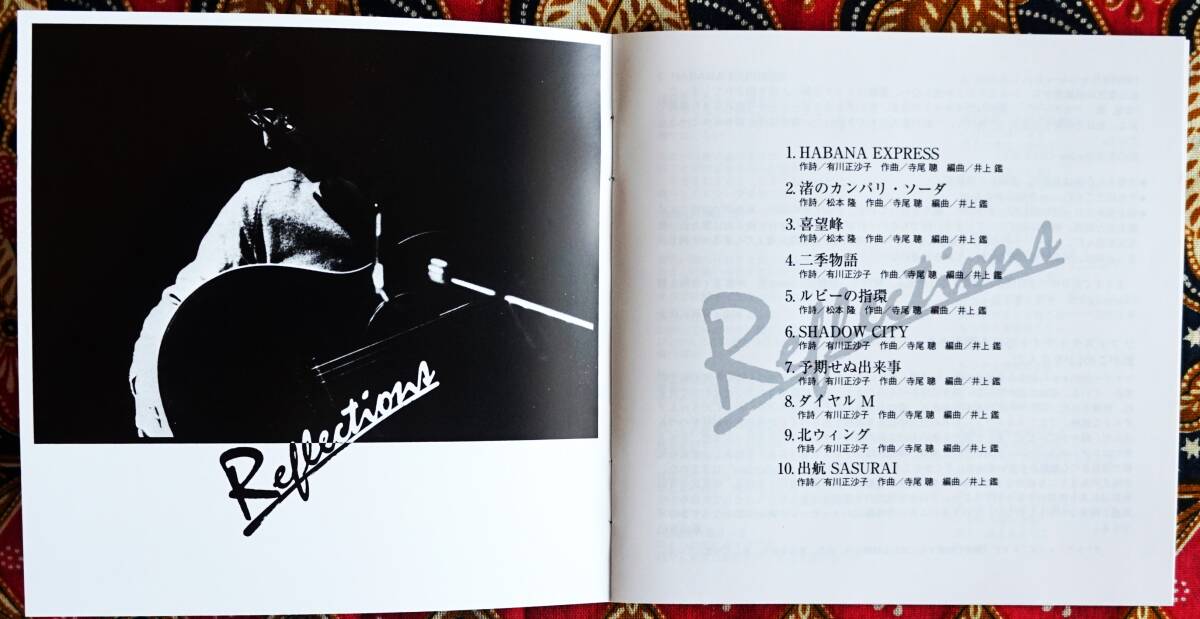 Reflections
1. HABANA EXPRESS
作詩／有川正沙子 作曲／寺尾 聰 編曲／井上 鑑
2. 渚のカンパリ・ソーダ
作詩／松本 隆 作曲／寺尾 聰 編曲／井上 鑑
3. 喜望峰
作詩／松本 隆 作曲／寺尾 聰 編曲／井上 鑑
4. 二季物語
作詩／有川正沙子 作曲／寺尾 聰 編曲／井上 鑑
5. ルビーの指環
作詩／松本 隆 作曲／寺尾 聰 編曲／井上 鑑
6. SHADOW CITY
作詩／有川正沙子 作曲／寺尾 聰 編曲／井上 鑑
7. 予期せぬ出来事
作詩／有川正沙子 作曲／寺尾 聰 編曲／井上 鑑
8. ダイヤル M
作詩／有川正沙子 作曲／寺尾 聰 編曲／井上 鑑
9. 北ウィング
作詩／有川正沙子 作曲／寺尾 聰 編曲／井上 鑑
10. 出航 SASURAI
作詩／有川正沙子 作曲／寺尾 聰 編曲／井上 鑑
Reflections